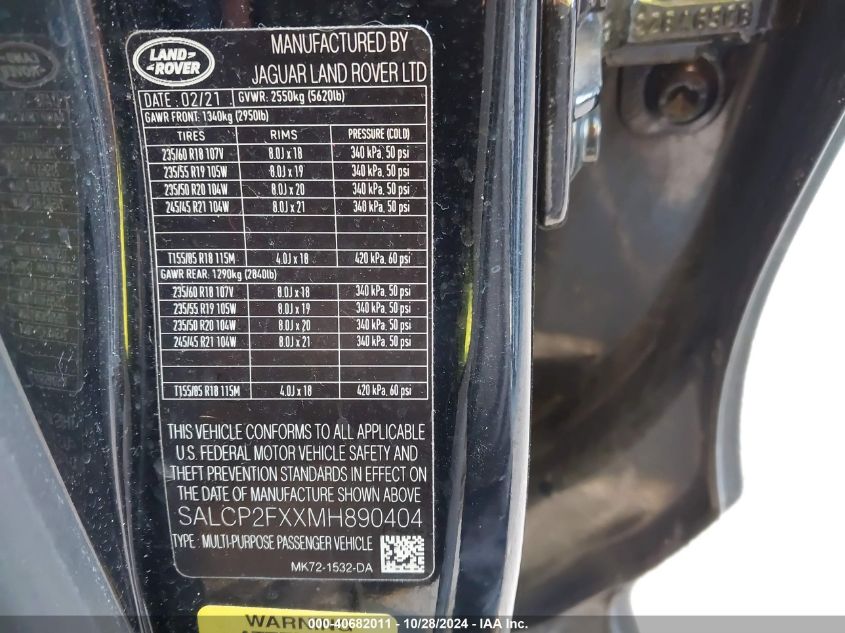 LAND-
-ROVER
MANUFACTURED BY
JAGUAR LAND ROVER LTD
DATE : 02/21 GVWR: 2550kg (5620lb)
GAWR FRONT: 1340kg (2950lb)
TIRES RIMS PRESSURE (COLD)
235/60 R18 107V 8.0J x 18 340 kPa, 50 psi
235/55 R19 105W 8.0J x 19 340 kPa, 50 psi
235/50 R20 104W 8.0J x 20 340 kPa, 50 psi
245/45 R21 104W 8.0J x 21 340 kPa, 50 psi
T155/85 R18 115M 4.0J x 18 420 kPa, 60 psi
GAWR REAR: 1290kg (2840lb)
235/60 R18 107V 8.0J x 18 340 kPa, 50 psi
235/55 R19 105W 8.0J x 19 340 kPa, 50 psi
235/50 R20 104W 8.0J x 20 340 kPa, 50 psi
245/45 R21 104W 8.0J x 21 340 kPa, 50 psi
T155/85 R18 115M 4.0J x 18 420 kPa, 60 psi
THIS VEHICLE CONFORMS TO ALL APPLICABLE
U.S. FEDERAL MOTOR VEHICLE SAFETY AND
THEFT PREVENTION STANDARDS IN EFFECT ON
THE DATE OF MANUFACTURE SHOWN ABOVE
SALCP2FXXMH890404
TYPE : MULTI-PURPOSE PASSENGER VEHICLE
MK72-1532-DA
WARNING
000-40682011 - 10/28/2024 - IAA Inc.